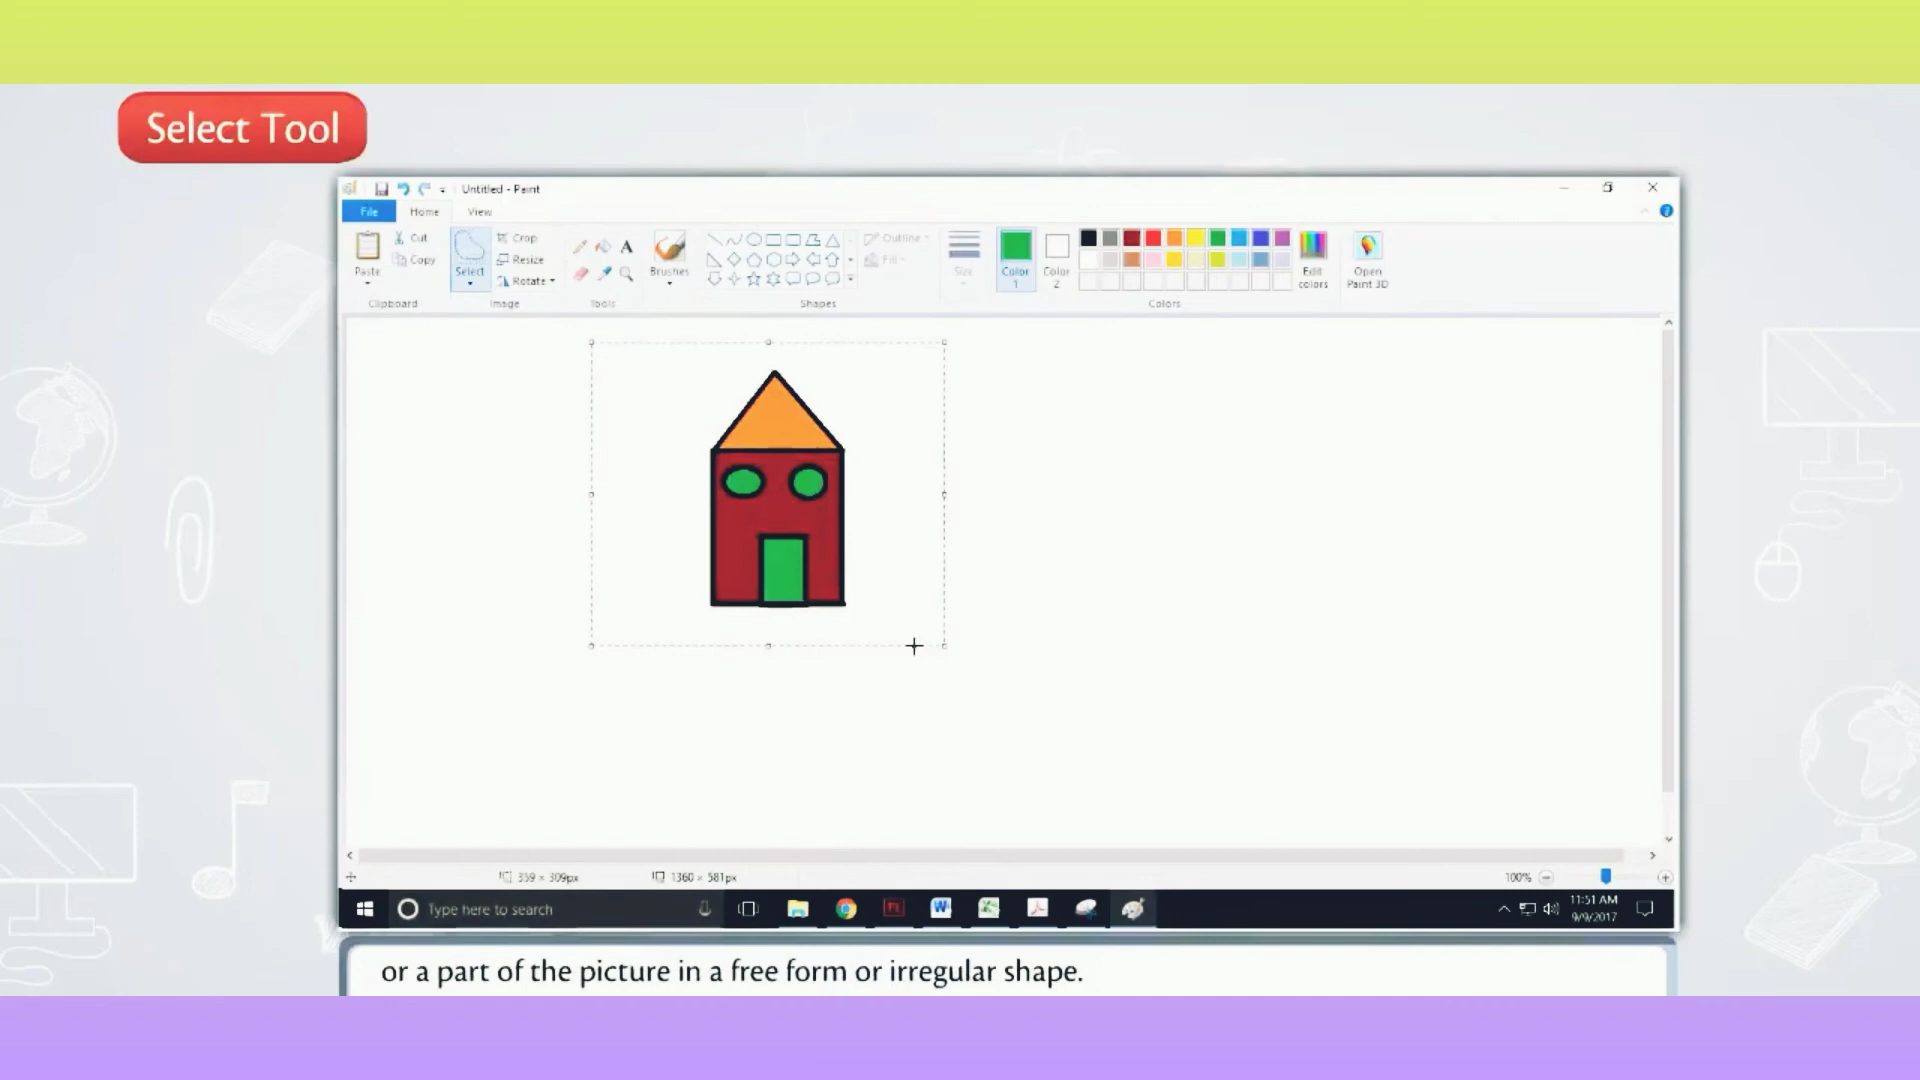 Select Tool
Untitled - Paint
File Home View
Paste
Cut
Copy
Clipboard
Select
Crop
Resize
Rotate
Image
A
Tools
Brushes
Shapes
Outline
Fill
Size
Color 1
Color 2
Edit colors
Colors
Open Paint 3D
359 × 309px
1360 × 581px
100%
Type here to search
11:51 AM
9/9/2017
or a part of the picture in a free form or irregular shape.